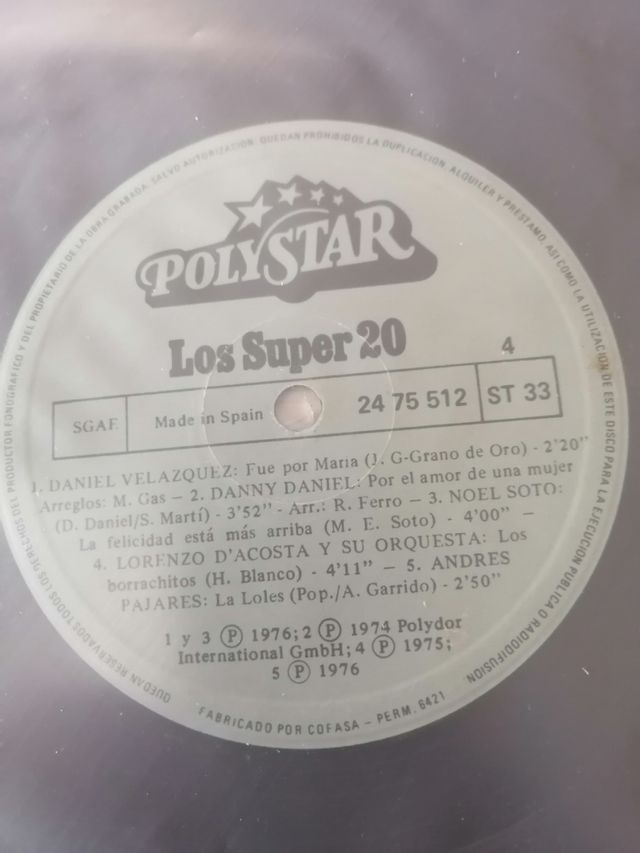 QUEDAN RESERVADOS TODOS LOS DERECHOS DEL PRODUCTOR FONOGRAFICO Y DEL PROPIETARIO DE LA OBRA GRABADA. SALVO AUTORIZACION QUEDAN PROHIBIDOS LA DUPLICACION, ALQUILER Y PRESTAMO, ASI COMO LA UTILIZACION DE ESTE DISCO PARA LA EJECUCION PUBLICA O RADIODIFUSION
POLYSTAR
Los Super 20
4
SGAE Made in Spain 24 75 512 ST 33
1. DANIEL VELAZQUEZ: Fue por María (J. G-Grano de Oro) - 2'20"
Arreglos: M. Gas – 2. DANNY DANIEL: Por el amor de una mujer
(D. Daniel/S. Martí) - 3'52" - Arr.: R. Ferro – 3. NOEL SOTO:
La felicidad está más arriba (M. E. Soto) - 4'00" –
4. LORENZO D'ACOSTA Y SU ORQUESTA: Los
borrachitos (H. Blanco) - 4'11" – 5. ANDRES
PAJARES: La Loles (Pop./A. Garrido) - 2'50"
1 y 3 Ⓟ 1976; 2 Ⓟ 1974 Polydor
International GmbH; 4 Ⓟ 1975;
5 Ⓟ 1976
FABRICADO POR COFASA – PERM. 6421